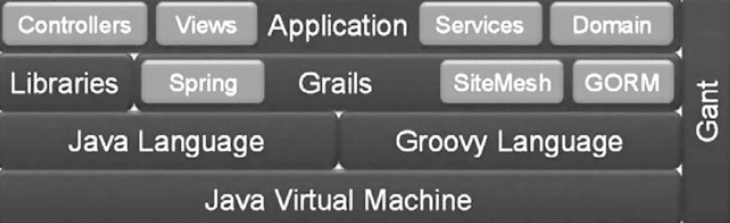 Controllers Views Application Services Domain
Libraries Spring Grails SiteMesh GORM
Java Language Groovy Language
Java Virtual Machine
Gant